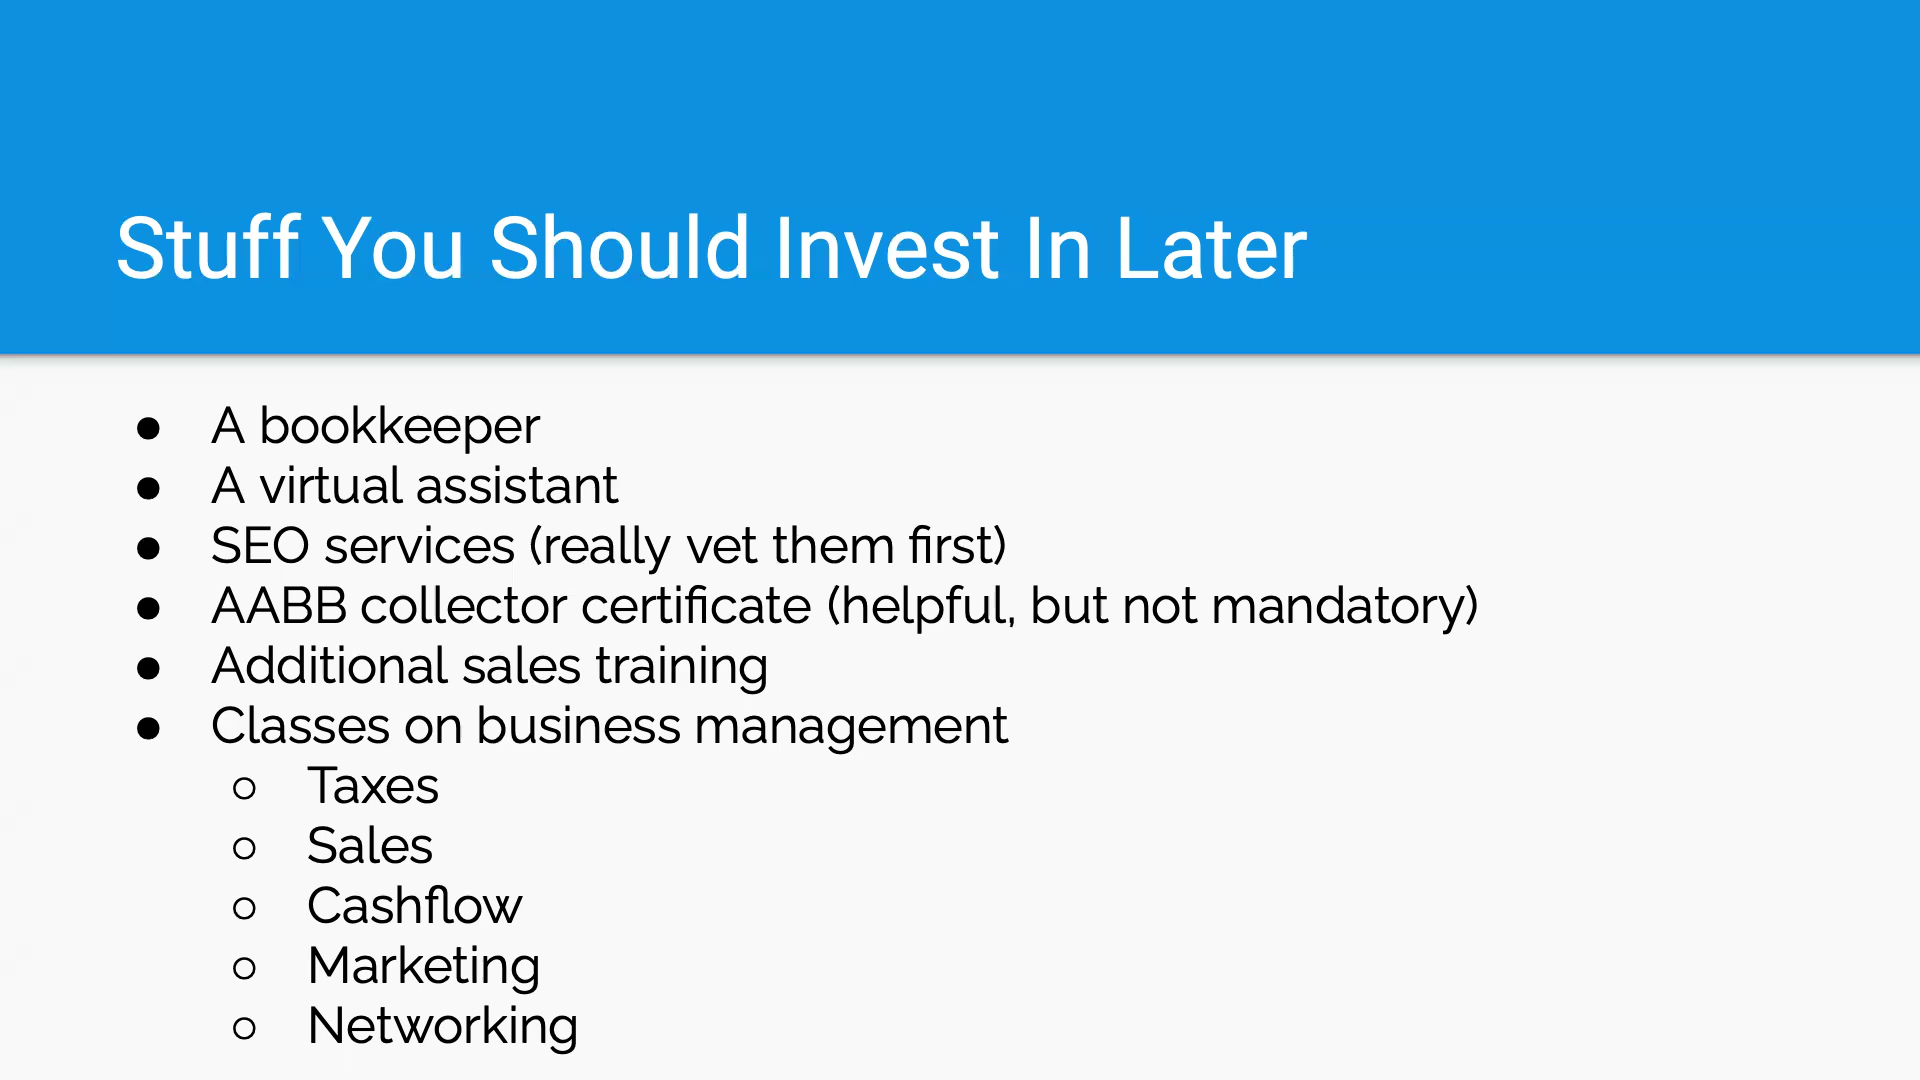 Stuff You Should Invest In Later
● A bookkeeper
● A virtual assistant
● SEO services (really vet them first)
● AABB collector certificate (helpful, but not mandatory)
● Additional sales training
● Classes on business management
○ Taxes
○ Sales
○ Cashflow
○ Marketing
○ Networking